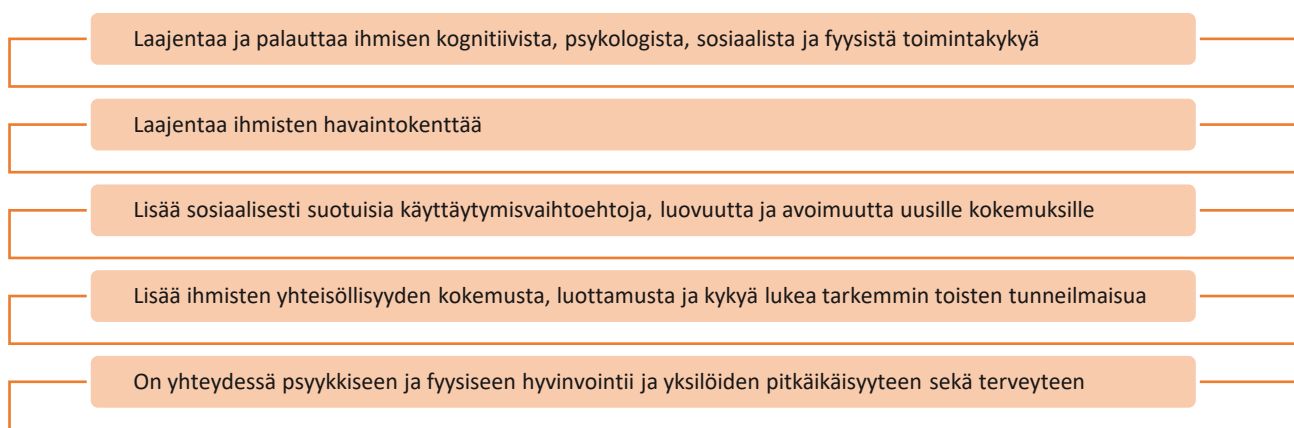 Laajentaa ja palauttaa ihmisen kognitiivista, psykologista, sosiaalista ja fyysistä toimintakykyä
Laajentaa ihmisten havaintokenttää
Lisää sosiaalisesti suotuisia käyttäytymisvaihtoehtoja, luovuutta ja avoimuutta uusille kokemuksille
Lisää ihmisten yhteisöllisyyden kokemusta, luottamusta ja kykyä lukea tarkemmin toisten tunneilmaisua
On yhteydessä psyykkiseen ja fyysiseen hyvinvointii ja yksilöiden pitkäikäisyyteen sekä terveyteen